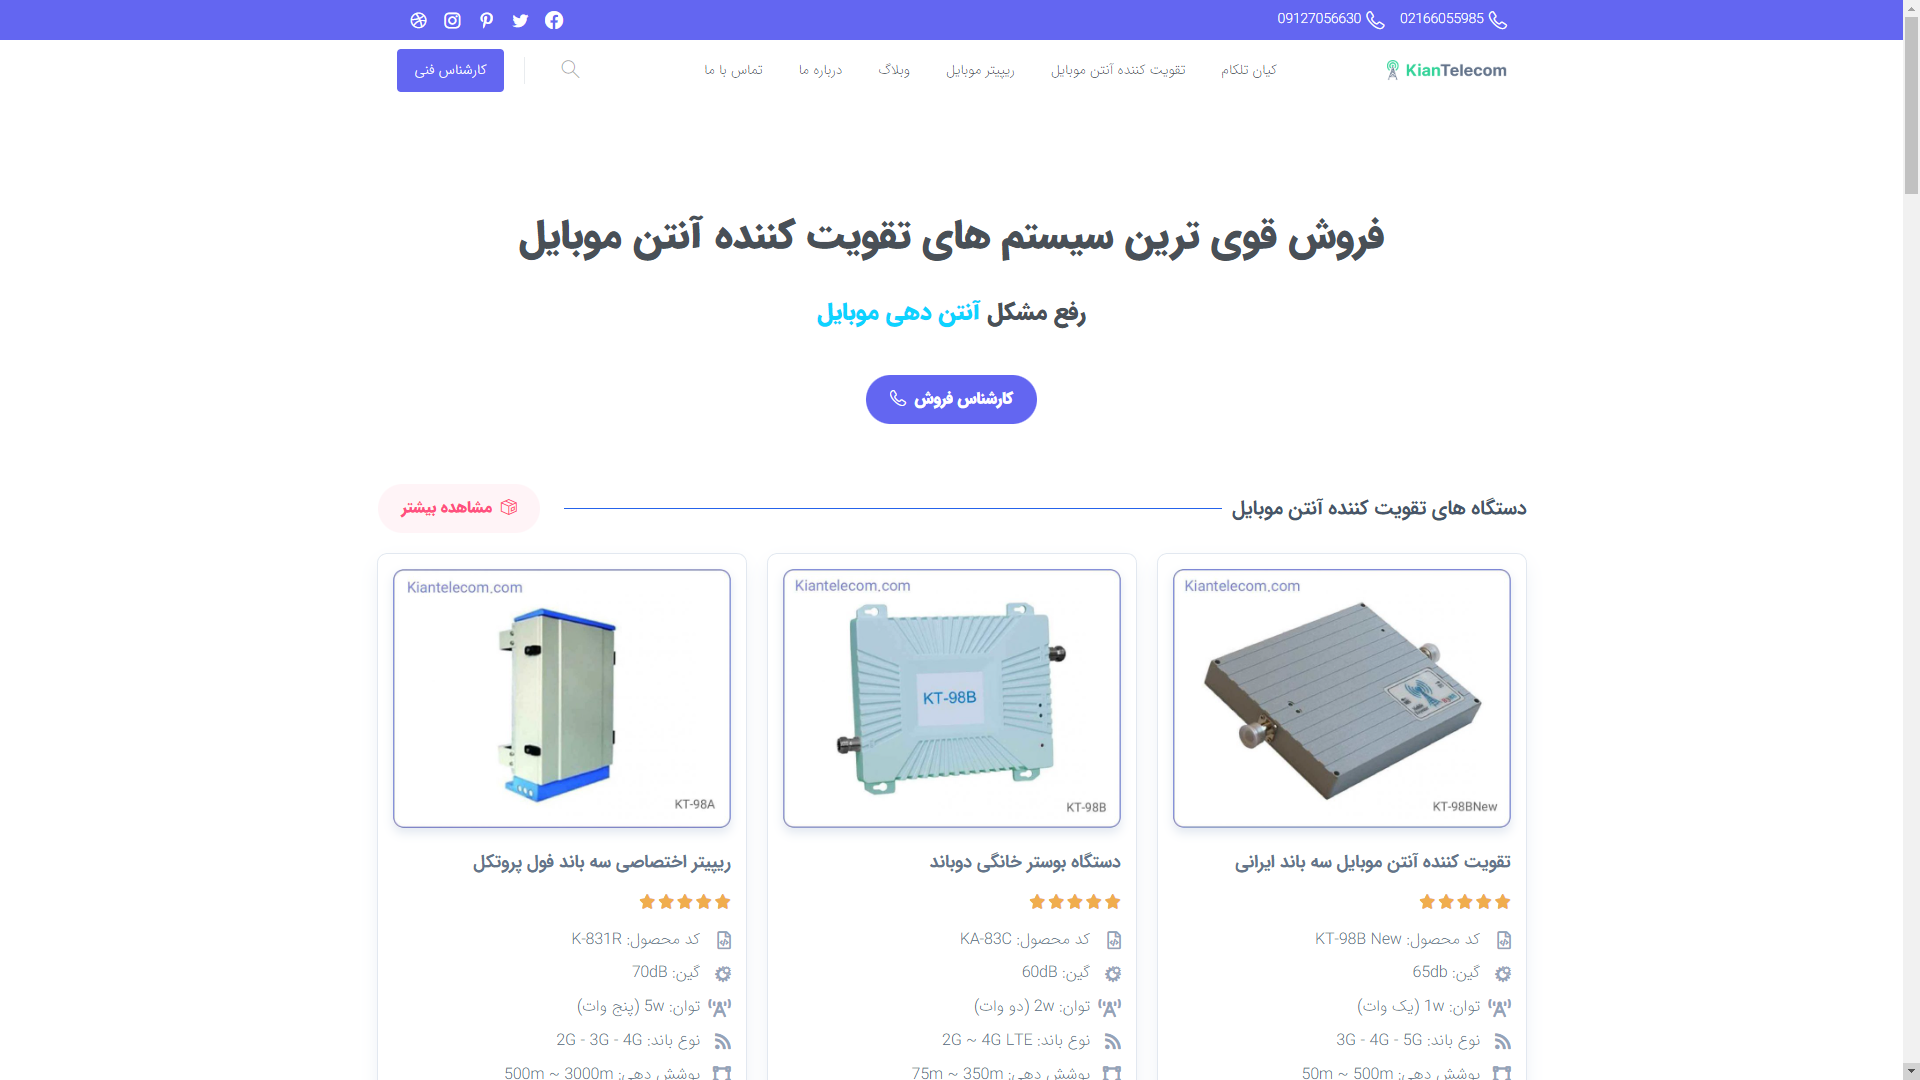 02166055985
09127056630
KianTelecom
کیان تلکام
تقویت کننده آنتن موبایل
ریپیتر موبایل
وبلاگ
درباره ما
تماس با ما
کارشناس فنی
فروش قوی ترین سیستم های تقویت کننده آنتن موبایل
رفع مشکل آنتن دهی موبایل
کارشناس فروش
دستگاه های تقویت کننده آنتن موبایل
مشاهده بیشتر
Kiantelecom.com
KT-98BNew
تقویت کننده آنتن موبایل سه باند ایرانی
کد محصول: KT-98B New
گین: 65db
توان: 1w (یک وات)
نوع باند: 3G - 4G - 5G
پوشش دهی: 50m ~ 500m
Kiantelecom.com
KT-98B
KT-98B
دستگاه بوستر خانگی دوباند
کد محصول: KA-83C
گین: 60dB
توان: 2w (دو وات)
نوع باند: 2G ~ 4G LTE
پوشش دهی: 75m ~ 350m
Kiantelecom.com
KT-98A
ریپیتر اختصاصی سه باند فول پروتکل
کد محصول: K-831R
گین: 70dB
توان: 5w (پنج وات)
نوع باند: 2G - 3G - 4G
پوشش دهی: 500m ~ 3000m